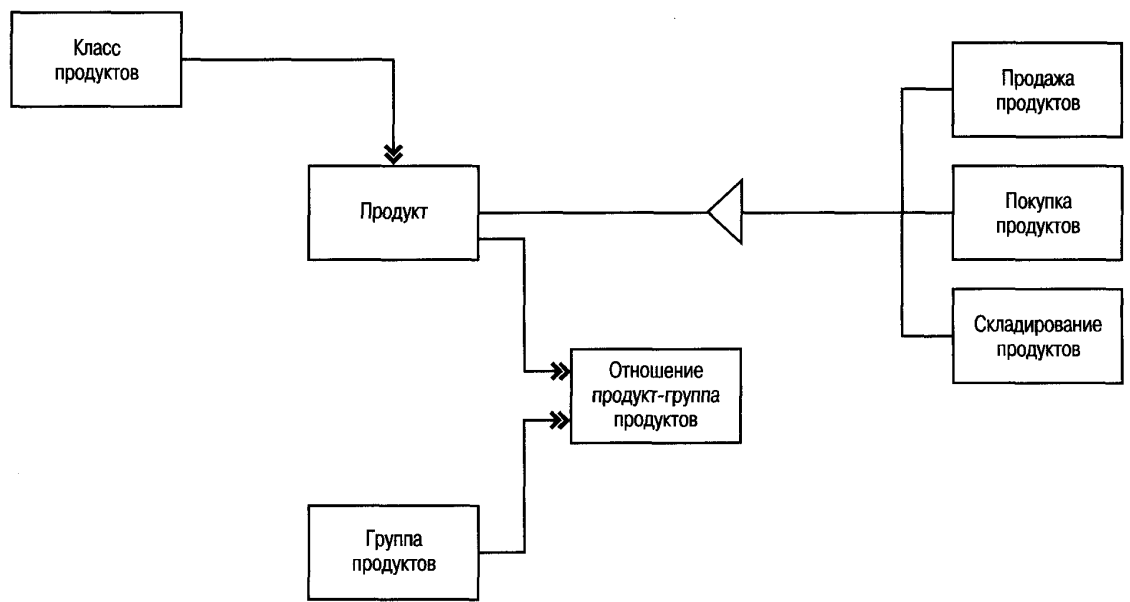 Класс
продуктов
Продажа
продуктов
Продукт
Покупка
продуктов
Складирование
продуктов
Отношение
продукт-группа
продуктов
Группа
продуктов